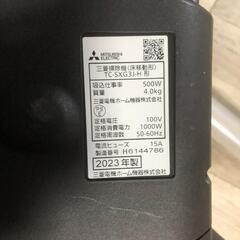 MITSUBISHI
ELECTRIC
三菱掃除機(床移動形)
TC-SXG3J-H 形
吸込仕事率 500W
質量 4.0kg
三菱電機ホーム機器株式会社
定格電圧 100V
定格消費電力 1000W
定格周波数 50-60Hz
電流ヒューズ 15A
製造番号 H6144786
2023年製
三菱電機ホーム機器株式会社